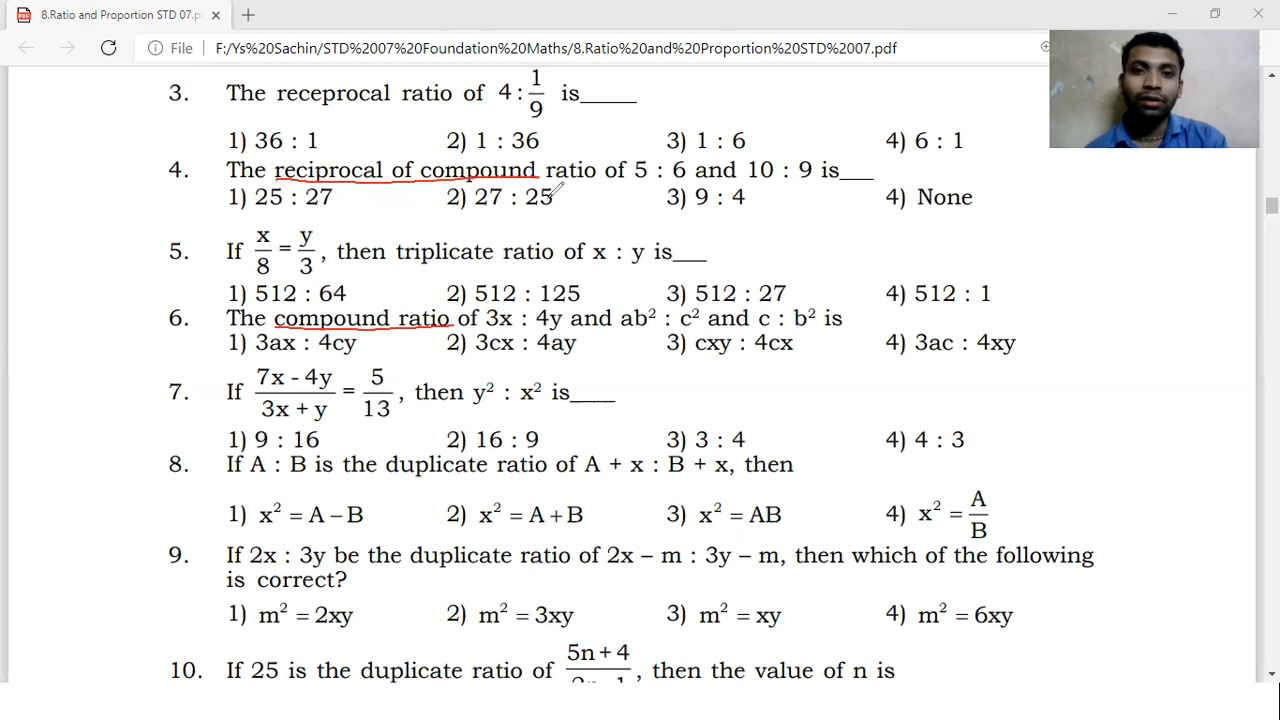 8.Ratio and Proportion STD 07.p
File F:/Ys%20Sachin/STD%2007%20Foundation%20Maths/8.Ratio%20and%20Proportion%20STD%2007.pdf
3. The receprocal ratio of 4 : 1/9 is_____
1) 36 : 1 2) 1 : 36 3) 1 : 6 4) 6 : 1
4. The reciprocal of compound ratio of 5 : 6 and 10 : 9 is___
1) 25 : 27 2) 27 : 25 3) 9 : 4 4) None
5. If x/8 = y/3, then triplicate ratio of x : y is___
1) 512 : 64 2) 512 : 125 3) 512 : 27 4) 512 : 1
6. The compound ratio of 3x : 4y and ab² : c² and c : b² is
1) 3ax : 4cy 2) 3cx : 4ay 3) cxy : 4cx 4) 3ac : 4xy
7. If (7x - 4y)/(3x + y) = 5/13, then y² : x² is____
1) 9 : 16 2) 16 : 9 3) 3 : 4 4) 4 : 3
8. If A : B is the duplicate ratio of A + x : B + x, then
1) x² = A – B 2) x² = A + B 3) x² = AB 4) x² = A/B
9. If 2x : 3y be the duplicate ratio of 2x – m : 3y – m, then which of the following
is correct?
1) m² = 2xy 2) m² = 3xy 3) m² = xy 4) m² = 6xy
10. If 25 is the duplicate ratio of 5n + 4 , then the value of n is